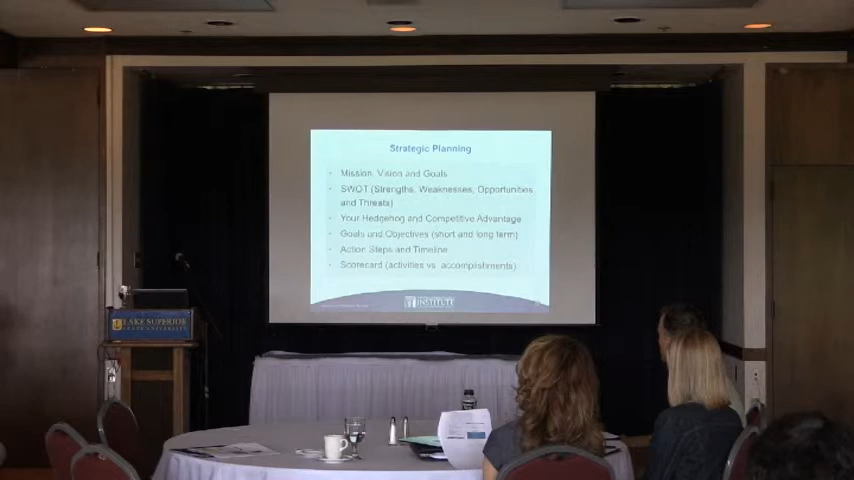 Strategic Planning
- Mission, Vision and Goals
- SWOT (Strengths, Weaknesses, Opportunities
and Threats)
- Your Hedgehog and Competitive Advantage
- Goals and Objectives (short and long term)
- Action Steps and Timeline
- Scorecard (activities vs. accomplishments)
INSTITUTE
LAKE SUPERIOR
STATE UNIVERSITY